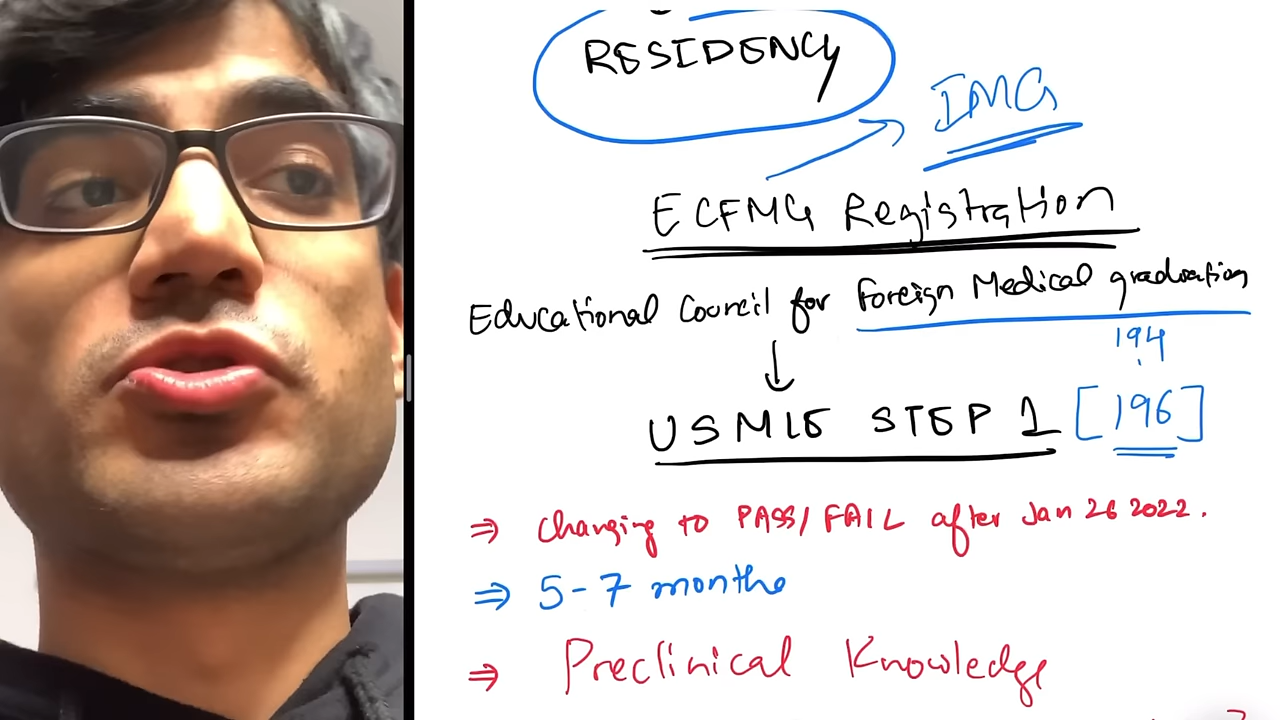 RESIDENCY
IMG
ECFMG Registration
Educational Council for Foreign Medical graduation
194
USMLE STEP 1 [196]
⇒ Changing to PASS/FAIL after Jan 26 2022.
⇒ 5-7 months
⇒ Preclinical Knowledge